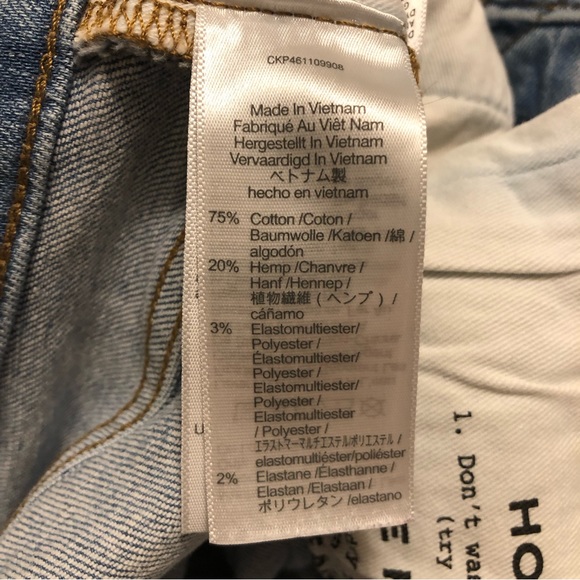 CKP461109908
Made In Vietnam
Fabriqué Au Viêt Nam
Hergestellt In Vietnam
Vervaardigd In Vietnam
ベトナム製
hecho en vietnam
75% Cotton /Coton /
Baumwolle /Katoen /綿 /
algodón
20% Hemp /Chanvre /
Hanf /Hennep /
植物繊維 ( ヘンプ ) /
cáñamo
3% Elastomultiester/
Polyester /
Élastomultiester/
Polyester /
Elastomultiester/
Polyester /
Elastomultiester
/ Polyester /
エラストマーマルチエステル/ポリエステル /
elastomultiéster/poliéster
2% Elastane /Élasthanne /
Elastan /Elastaan /
ポリウレタン /elastano
U
HO
1. Don't was
(try